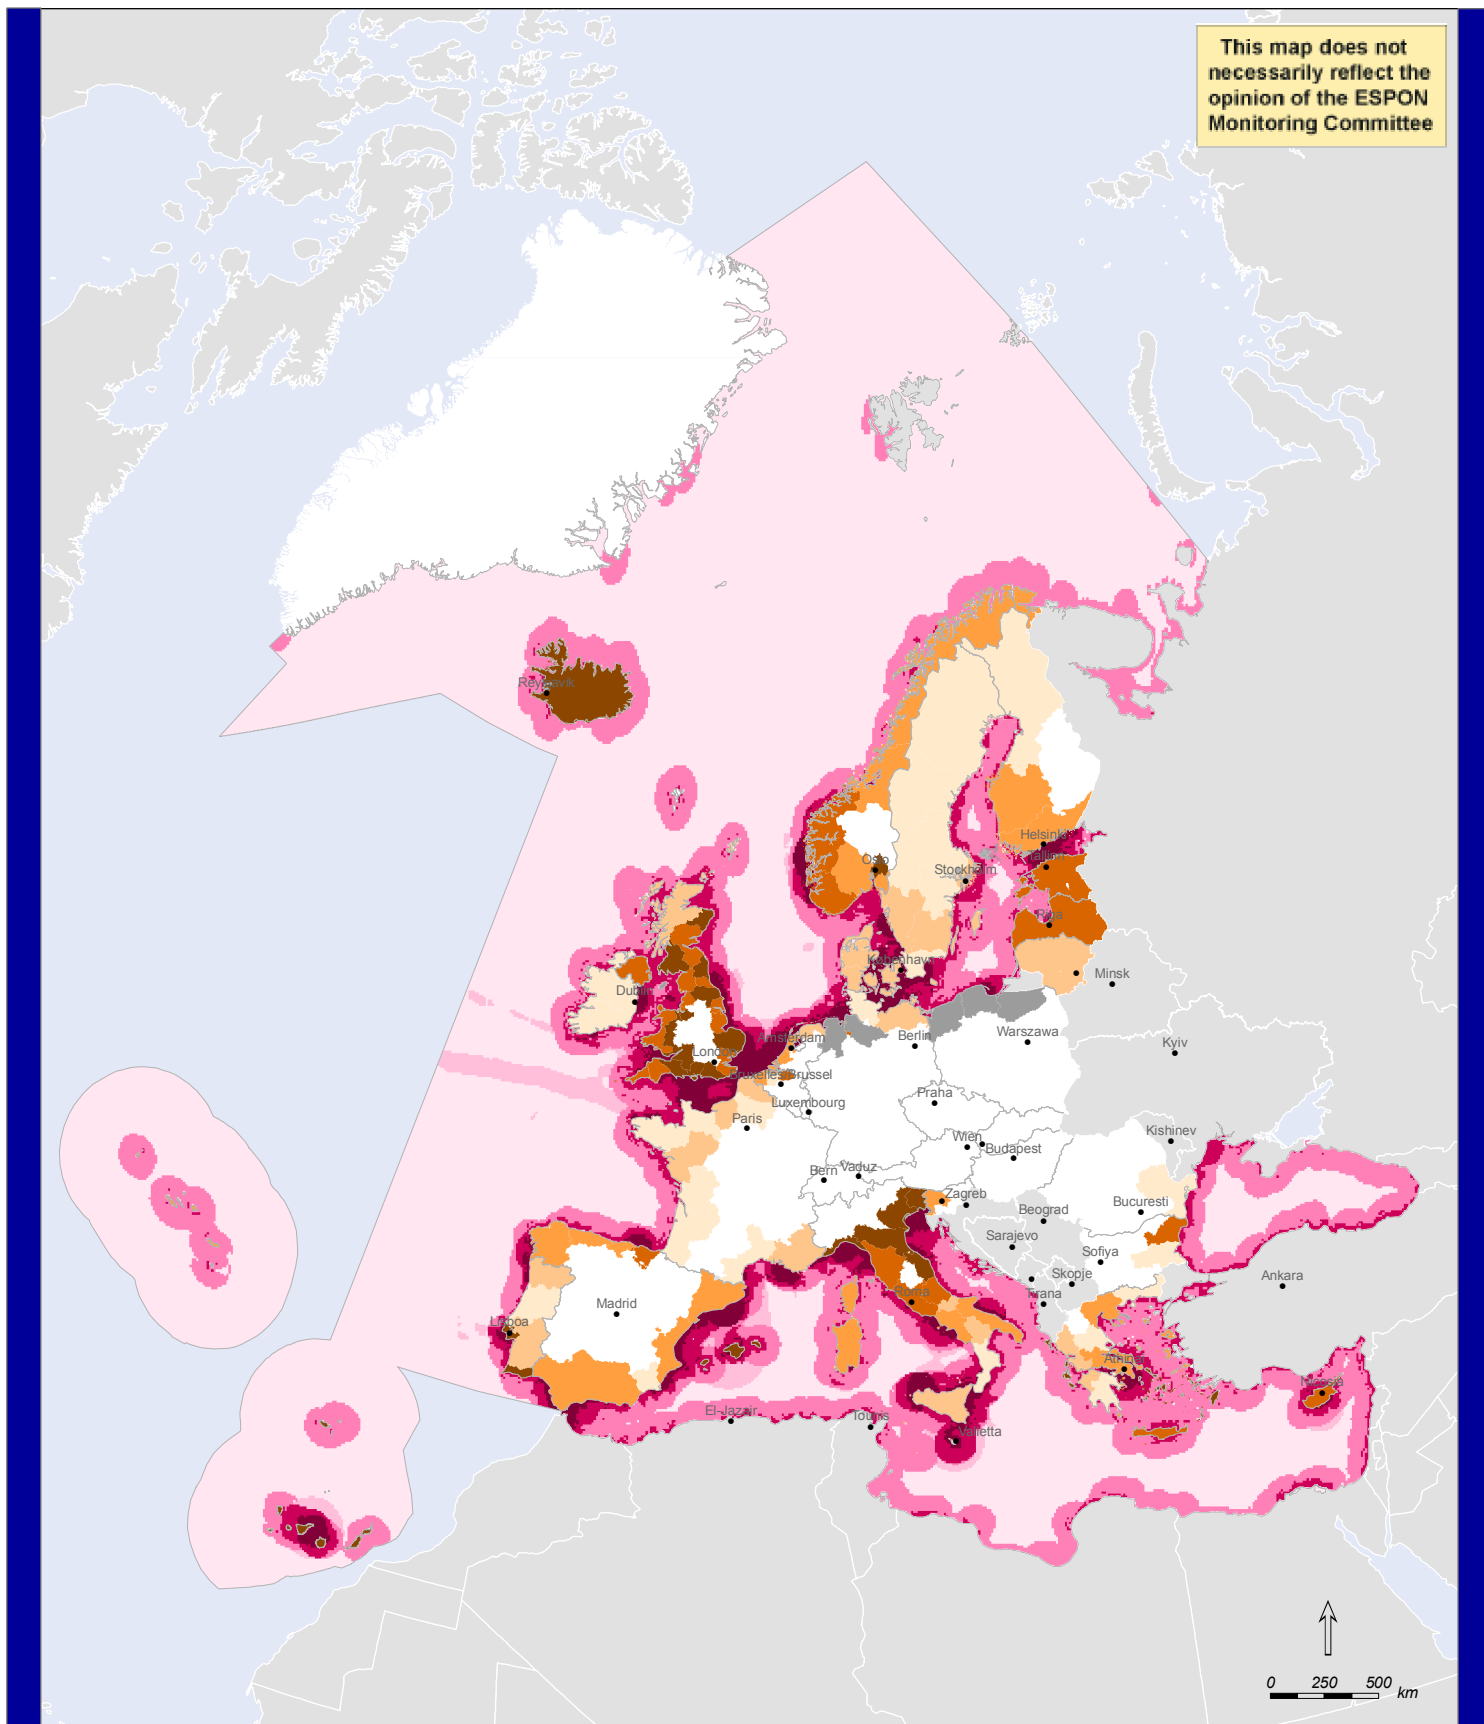 This map does not
necessarily reflect the
opinion of the ESPON
Monitoring Committee
Reykjavik
Helsinki
Tallinn
Oslo
Stockholm
Riga
København
Minsk
Dublin
Amsterdam
Berlin
Warszawa
London
Kyiv
Bruxelles/Brussel
Praha
Luxembourg
Paris
Kishinev
Wien
Budapest
Bern
Vaduz
Zagreb
Bucuresti
Beograd
Sarajevo
Sofiya
Skopje
Ankara
Madrid
Roma
Tirana
Lisboa
Athinai
Nicosia
El-Jazair
Tounis
Valletta
0 250 500
km